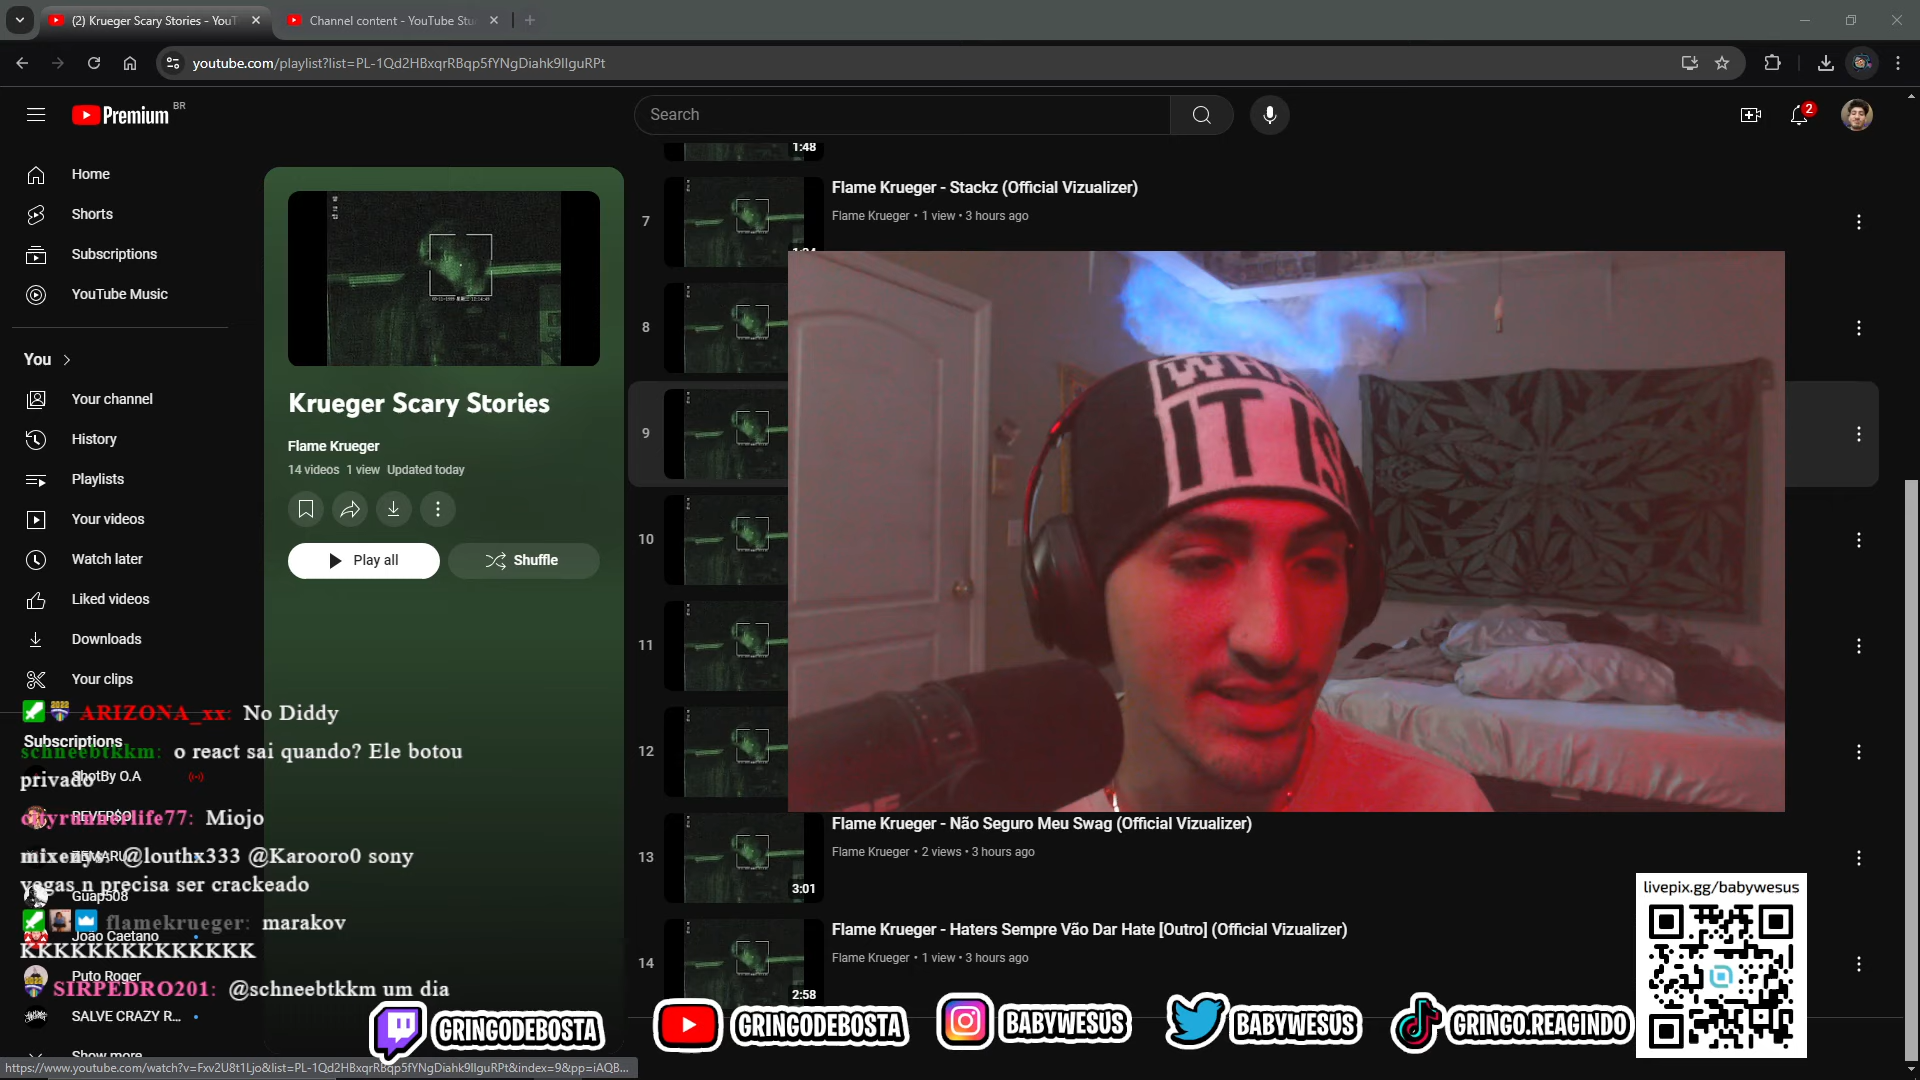 (2) Krueger Scary Stories - YouT
Channel content - YouTube Stu
youtube.com/playlist?list=PL-1Qd2HBxqrRBqp5fYNgDiahk9IIguRPt
Premium BR
Search
2
Home
Shorts
Subscriptions
YouTube Music
You
Your channel
History
Playlists
Your videos
Watch later
Liked videos
Downloads
Your clips
Subscriptions
ShotBy O.A
Guap508
João Caetano
Puto Roger
SALVE CRAZY R...
Show more
Krueger Scary Stories
Flame Krueger
14 videos 1 view Updated today
Play all
Shuffle
1:48
7
Flame Krueger - Stackz (Official Vizualizer)
Flame Krueger • 1 view • 3 hours ago
8
9
10
11
12
13
3:01
Flame Krueger - Não Seguro Meu Swag (Official Vizualizer)
Flame Krueger • 2 views • 3 hours ago
14
2:58
Flame Krueger - Haters Sempre Vão Dar Hate [Outro] (Official Vizualizer)
Flame Krueger • 1 view • 3 hours ago
IT IS
ARIZONA_xx: No Diddy
schneebtkkm: o react sai quando? Ele botou
privado
Miojo
mixenys: @louthx333 @Karooro0 sony
vegas n precisa ser crackeado
flamekrueger: marakov
KKKKKKKKKKKKKK
SIRPEDRO201: @schneebtkkm um dia
GRINGODEBOSTA
GRINGODEBOSTA
BABYWESUS
BABYWESUS
GRINGO.REAGINDO
livepix.gg/babywesus
https://www.youtube.com/watch?v=Fxv2U8t1Ljo&list=PL-1Qd2HBxqrRBqp5fYNgDiahk9IIguRPt&index=9&pp=iAQB...